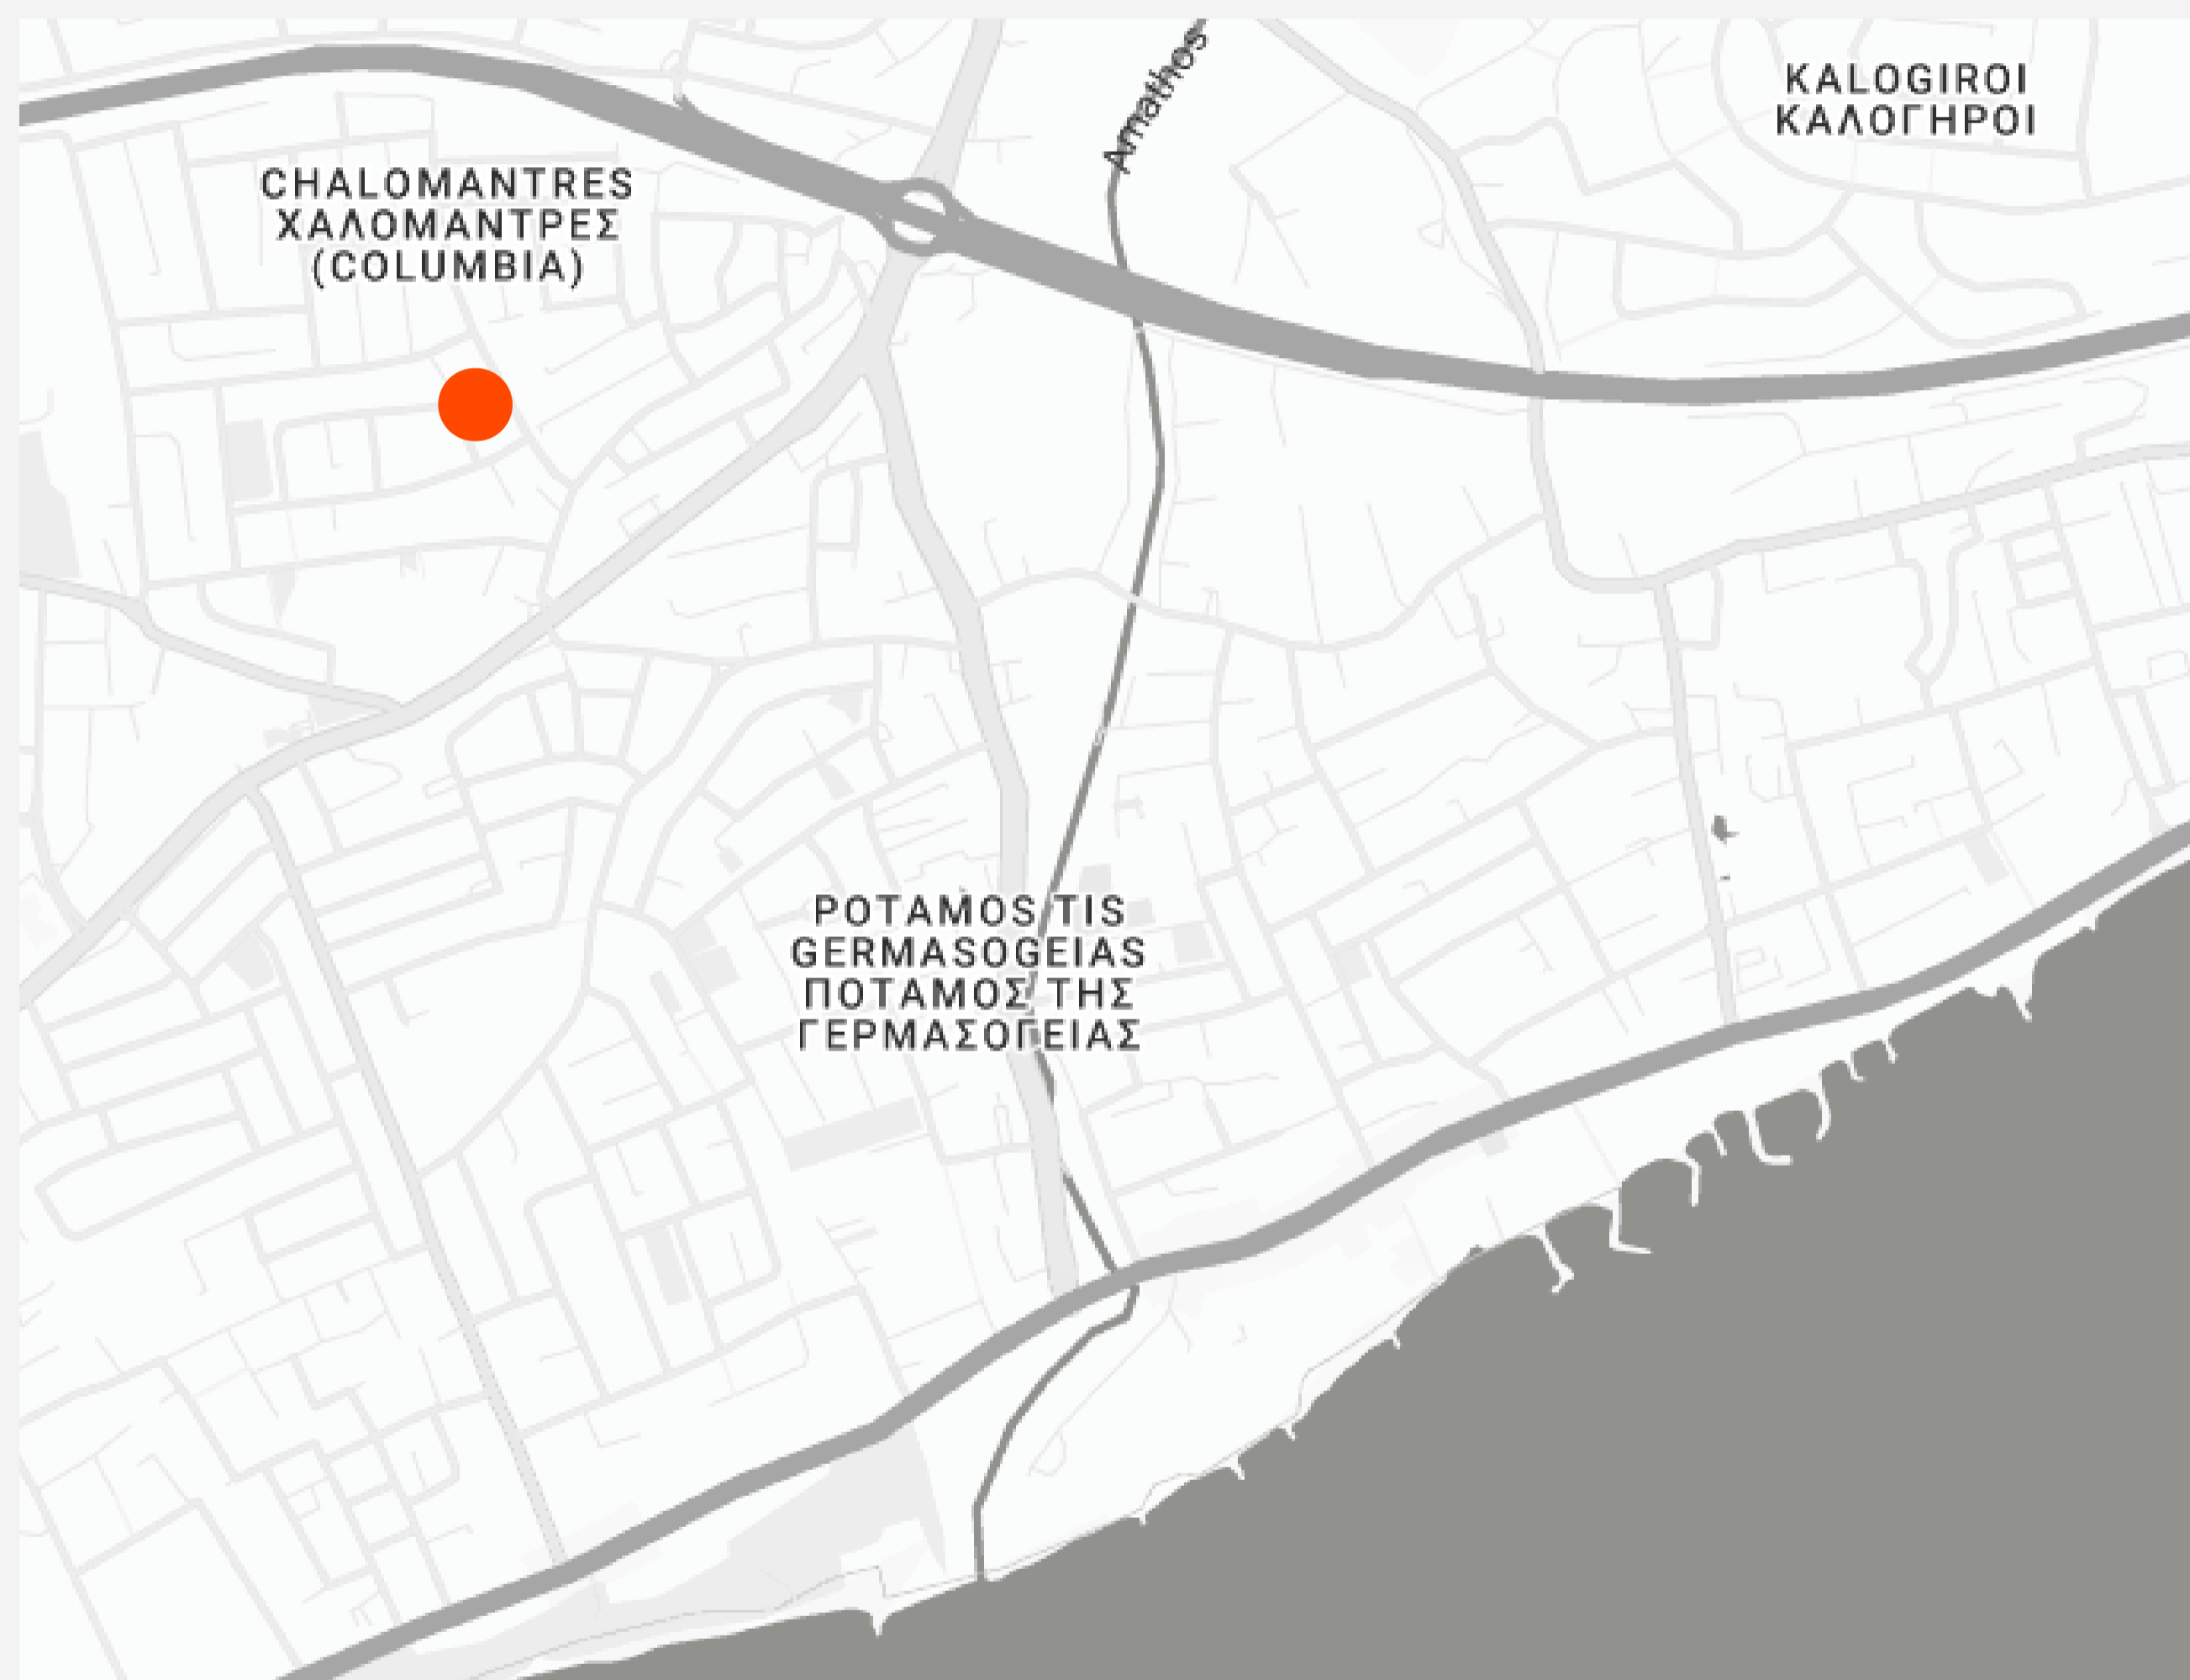 Amathos
KALOGIROI
ΚΑΛΟΓΗΡΟΙ
CHALOMANTRES
ΧΑΛΟΜΑΝΤΡΕΣ
(COLUMBIA)
POTAMOS TIS
GERMASOGEIAS
ΠΟΤΑΜΟΣ ΤΗΣ
ΓΕΡΜΑΣΟΓΕΙΑΣ